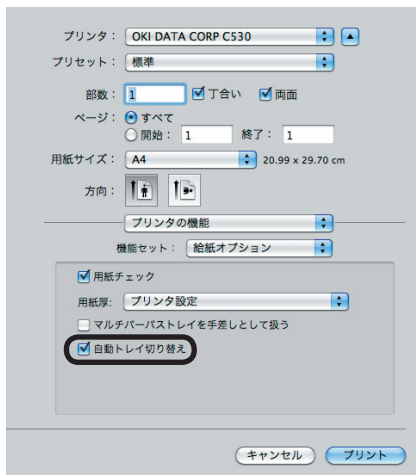 プリンタ： OKI DATA CORP C530
プリセット： 標準
部数： 1 丁合い 両面
ページ： すべて
開始： 1 終了： 1
用紙サイズ： A4 20.99 x 29.70 cm
方向：
プリンタの機能
機能セット： 給紙オプション
用紙チェック
用紙厚: プリンタ設定
マルチパーパストレイを手差しとして扱う
自動トレイ切り替え
キャンセル プリント